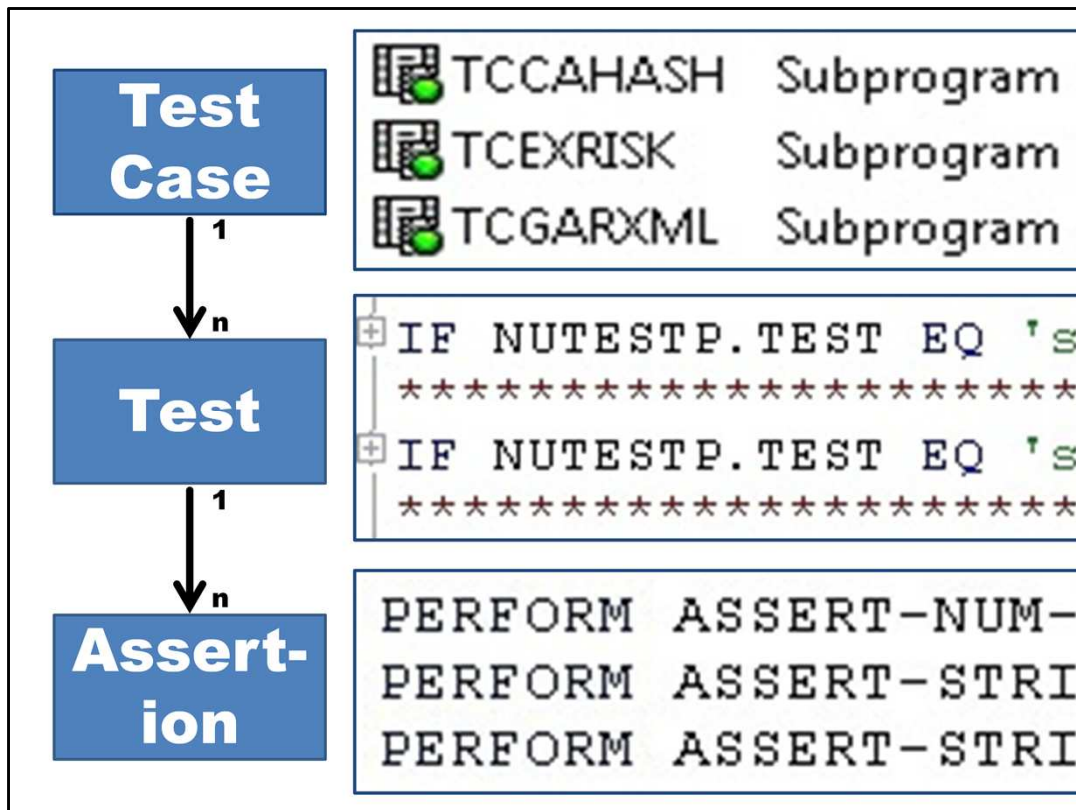 Test
Case
1
n
Test
1
n
Assert-
ion
TCCAHASH Subprogram
TCEXRISK Subprogram
TCGARXML Subprogram
IF NUTESTP.TEST EQ 's
***********************
IF NUTESTP.TEST EQ 's
***********************
PERFORM ASSERT-NUM-
PERFORM ASSERT-STRI
PERFORM ASSERT-STRI